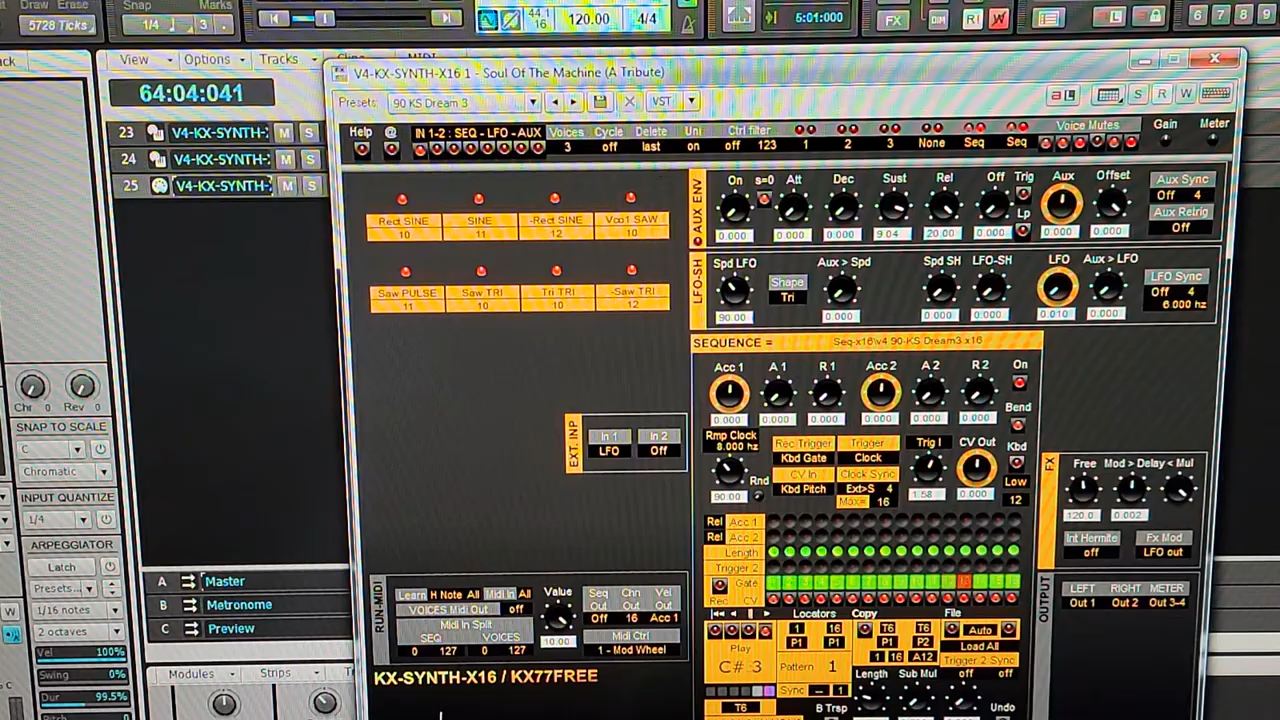 Draw Erase Snap Marks
5728 Ticks 1/4 3 44.1 16 120.00 4/4 5:01:000 FX DIM RI W 6 7 8 9
View Options Tracks MIDI
V4-KX-SYNTH-X16 1 - Soul Of The Machine (A Tribute)
64:04:041
Presets: 90 KS Dream 3 VST S R W
23 V4-KX-SYNTH-: M S
24 V4-KX-SYNTH-: M S
25 V4-KX-SYNTH-: M S
Help @ IN 1-2 : SEQ - LFO - AUX Voices Cycle Delete Uni Ctrl filter Voice Mutes Gain Meter
3 off last on off 123 1 2 3 None Seq Seq
AUX ENV On s=0 Att Dec Sust Rel Off Trig Aux Offset Aux Sync
Off 4
Lp Aux Retrig
Off
0.000 0.000 0.000 9.04 20.00 0.000 0.000 0.000
Rect SINE SINE -Rect SINE Vco1 SAW
10 11 12 10
LFO-SH Spd LFO Shape Aux > Spd Spd SH LFO-SH LFO Aux > LFO LFO Sync
Tri Off 4
6.000 hz
90.00 0.000 0.000 0.000 0.010 0.000
Saw PULSE Saw TRI Tri TRI -Saw TRI
11 10 10 12
SEQUENCE = Seq-x16\v4 90-KS Dream3 x16
Acc 1 A 1 R 1 Acc 2 A 2 R 2 On
0.000 0.000 0.000 0.000 0.000 0.000
Bend
Chr 0 Rev 0
EXT. INP In 1 In 2
LFO Off
Rmp Clock
8.000 hz
Rec Trigger Trigger Trig I CV Out Kbd
Kbd Gate Clock
CV In Clock Sync
Kbd Pitch Ext>S 4
Max= 16
Rnd
90.00 1.58 0.000 Low
12
FX Free Mod > Delay < Mul
120.0 0.002
Int Hermite Fx Mod
off LFO out
SNAP TO SCALE
C
Chromatic
INPUT QUANTIZE
1/4
ARPEGGIATOR
Latch
Presets...
1/16 notes
2 octaves
Vel 100%
Swing 0%
Dur 99.5%
Pitch
Rel Acc 1
Rel Acc 2
Length
Trigger 2
Gate
Rec CV
A Master
B Metronome
C Preview
Modules Strips
RUN-MIDI Learn H Note All Midi In All Value Seq Chn Vel
Out Out Out
VOICES Midi Out off Off 16 Acc 1
Midi In Split Midi Ctrl
SEQ VOICES
0 127 0 127 10.00 1 - Mod Wheel
KX-SYNTH-X16 / KX77FREE
Locators Copy File
1 16 T6 T6 Auto
P1 P1 P1 P2 Load All
Play 1 16 A12 Trigger 2 Sync
C# 3 Pattern 1 off off
Sync -- 1 Length Sub Mul
T6 B Trsp Undo
OUTPUT LEFT RIGHT METER
Out 1 Out 2 Out 3-4